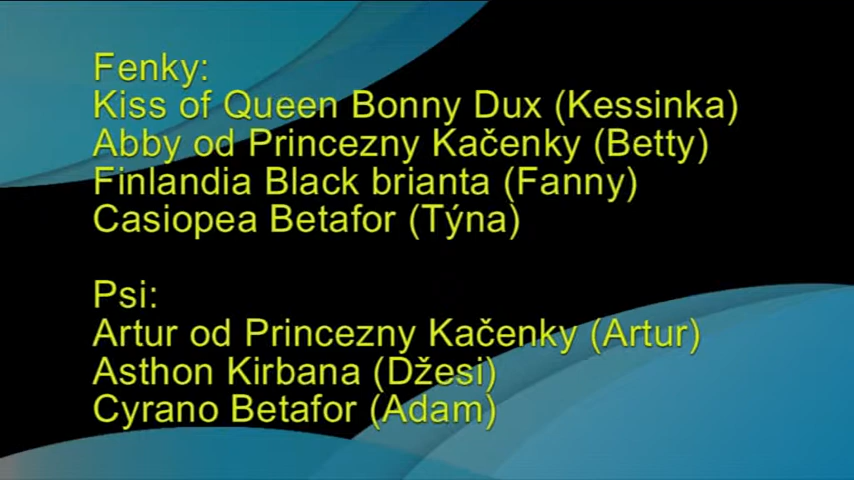 Fenky:
Kiss of Queen Bonny Dux (Kessinka)
Abby od Princezny Kačenky (Betty)
Finlandia Black brianta (Fanny)
Casiopea Betafor (Týna)
Psi:
Artur od Princezny Kačenky (Artur)
Asthon Kirbana (Džesi)
Cyrano Betafor (Adam)